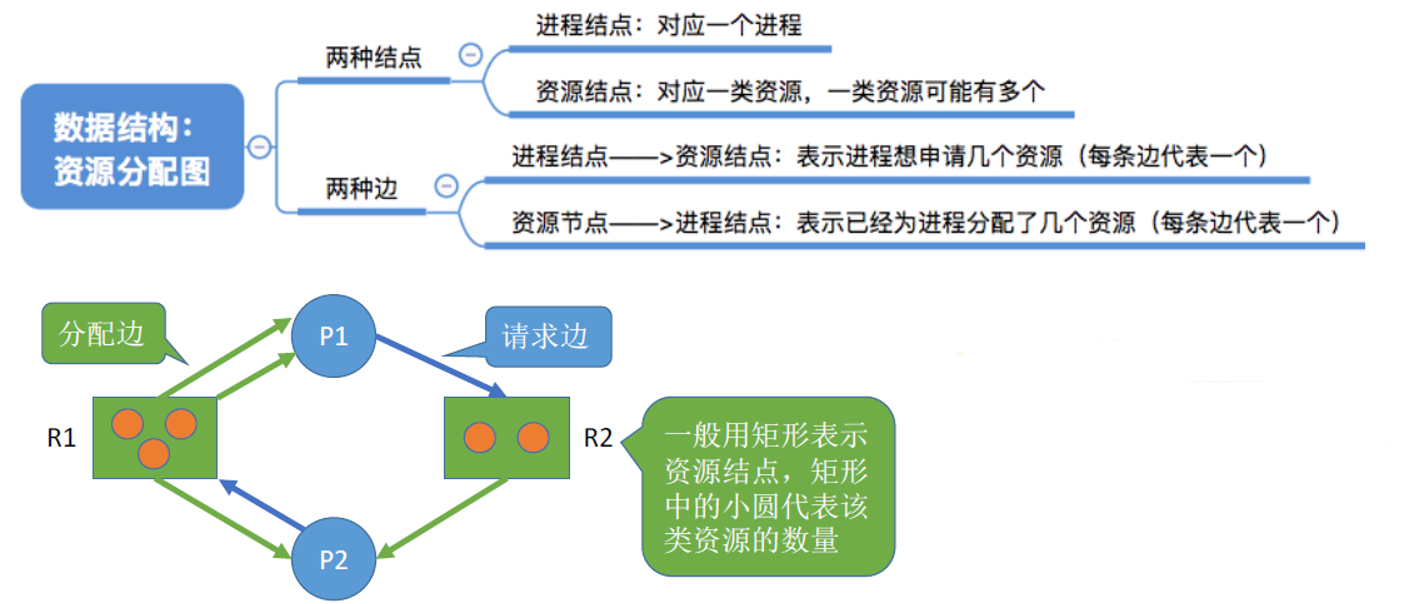 数据结构：
资源分配图
两种结点
进程结点：对应一个进程
资源结点：对应一类资源，一类资源可能有多个
两种边
进程结点——>资源结点：表示进程想申请几个资源（每条边代表一个）
资源节点——>进程结点：表示已经为进程分配了几个资源（每条边代表一个）
分配边
P1
请求边
R1
R2
一般用矩形表示
资源结点，矩形
中的小圆代表该
类资源的数量
P2